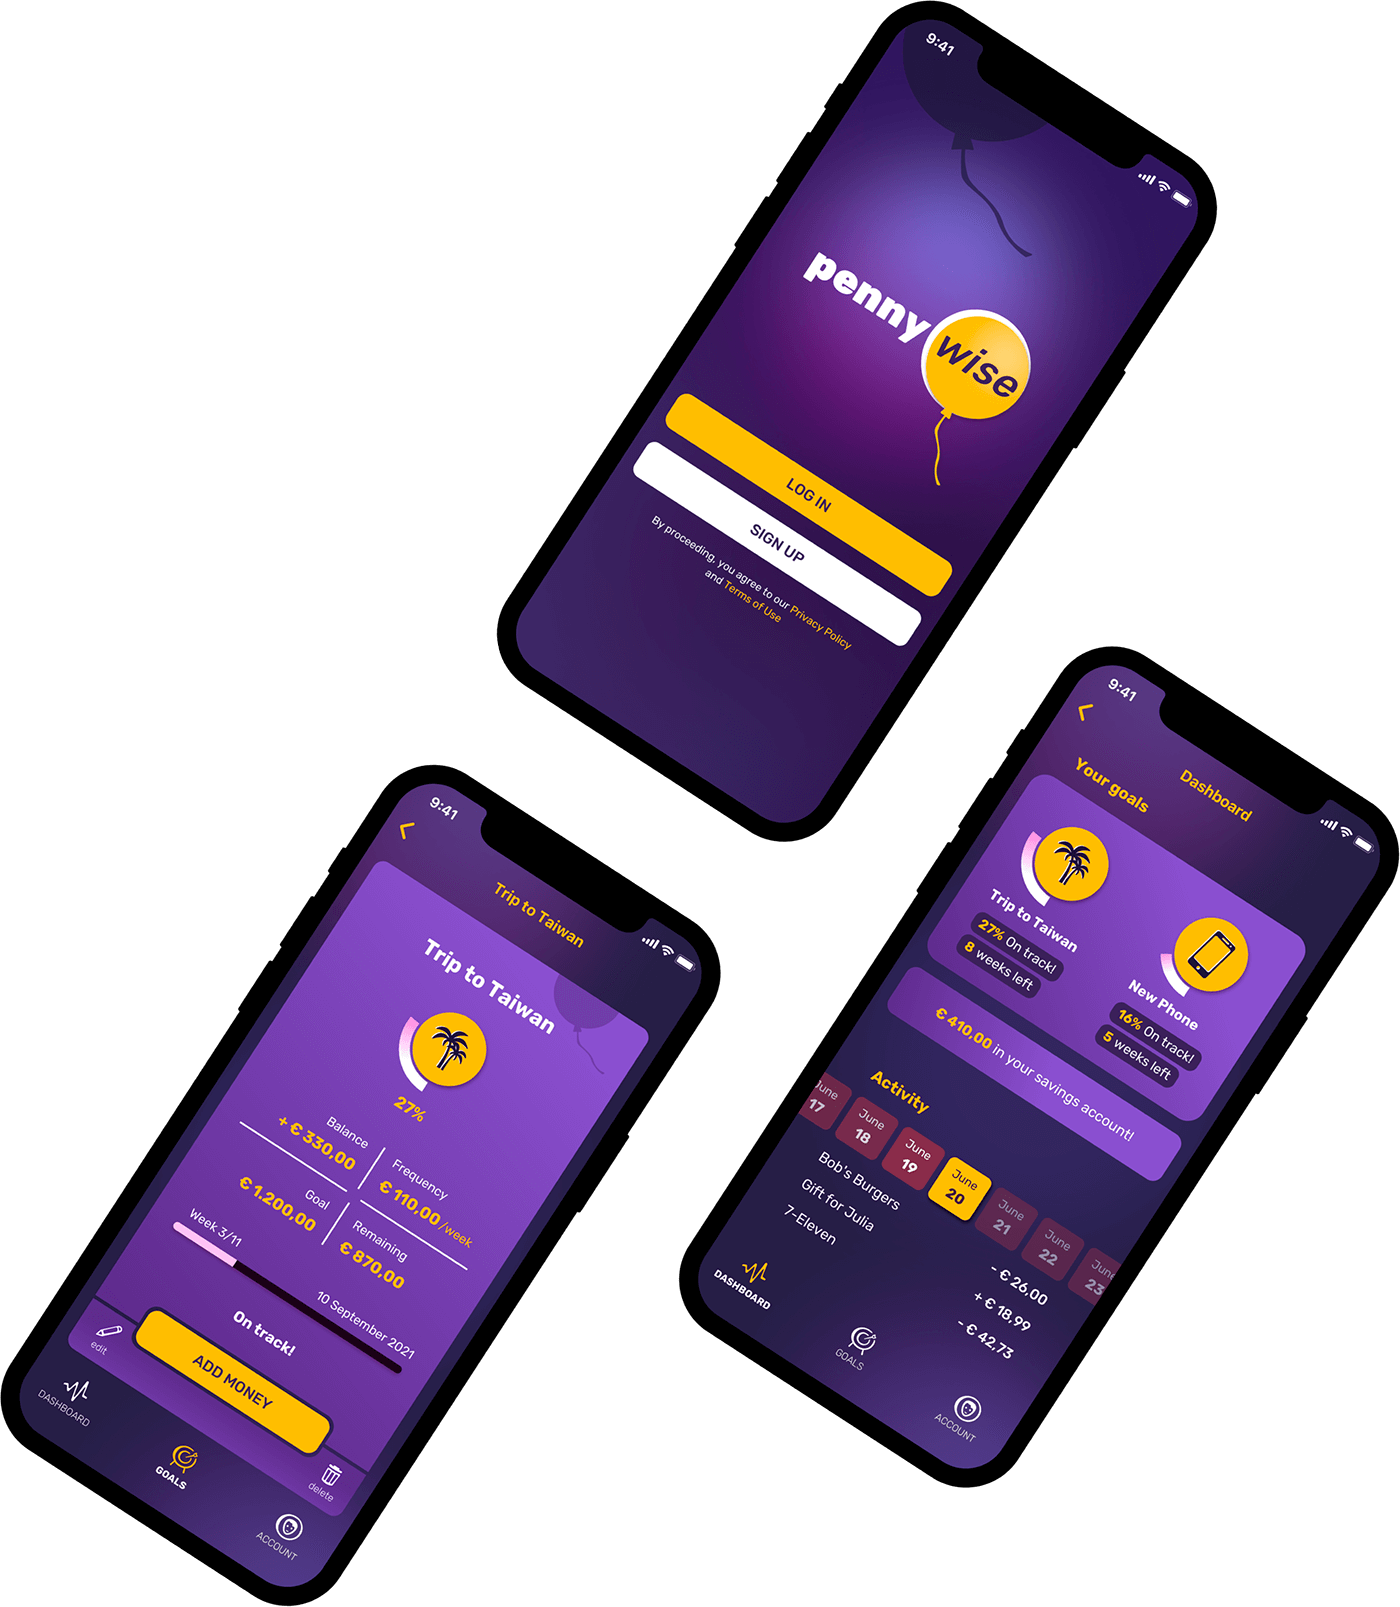 9:41
penny
wise
LOG IN
SIGN UP
By proceeding, you agree to our Privacy Policy
and Terms of Use
9:41
Dashboard
Your goals
Trip to Taiwan
27% On track!
8 weeks left
New Phone
16% On track!
5 weeks left
€ 410,00 in your savings account!
Activity
June
17
June
18
June
19
June
20
June
21
June
22
June
23
Bob's Burgers
- € 26,00
Gift for Julia
+ € 18,99
7-Eleven
- € 42,73
DASHBOARD
GOALS
ACCOUNT
9:41
Trip to Taiwan
Trip to Taiwan
27%
Balance
+ € 330,00
Frequency
€ 110,00 /week
Goal
€ 1.200,00
Remaining
€ 870,00
Week 3/11
10 September 2021
On track!
edit
ADD MONEY
delete
DASHBOARD
GOALS
ACCOUNT